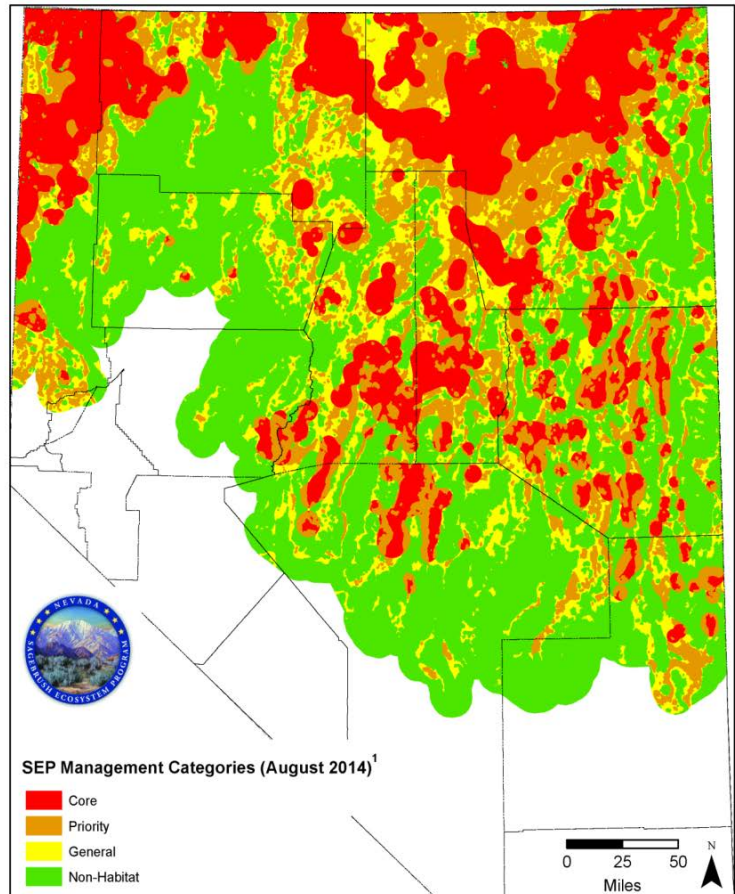 NEVADA
SAGEBRUSH ECOSYSTEM PROGRAM
SEP Management Categories (August 2014)¹
Core
Priority
General
Non-Habitat
N
0 25 50
Miles